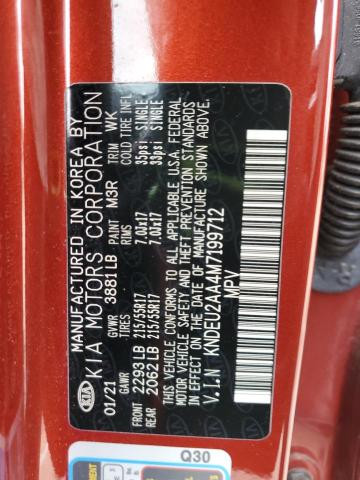 MANUFACTURED IN KOREA BY
KIA KIA MOTORS CORPORATION
01/21 GVWR 3881LB PAINT M3R TRIM WK
GAWR TIRES RIMS COLD TIRE INFL
FRONT 2293LB 215/55R17 7.0Jx17 35psi SINGLE
REAR 2062LB 215/55R17 7.0Jx17 35psi SINGLE
THIS VEHICLE CONFORMS TO ALL APPLICABLE U.S.A. FEDERAL
MOTOR VEHICLE SAFETY AND THEFT PREVENTION
STANDARDS IN EFFECT ON THE DATE OF MANUFACTURE SHOWN ABOVE.
V.I.N KNDEU2AA4M7199712
MPV
Q30